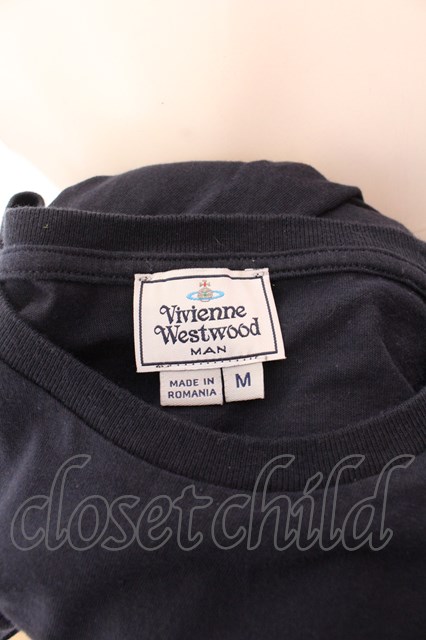 Vivienne
Westwood
MAN
MADE IN
ROMANIA
M
closetchild